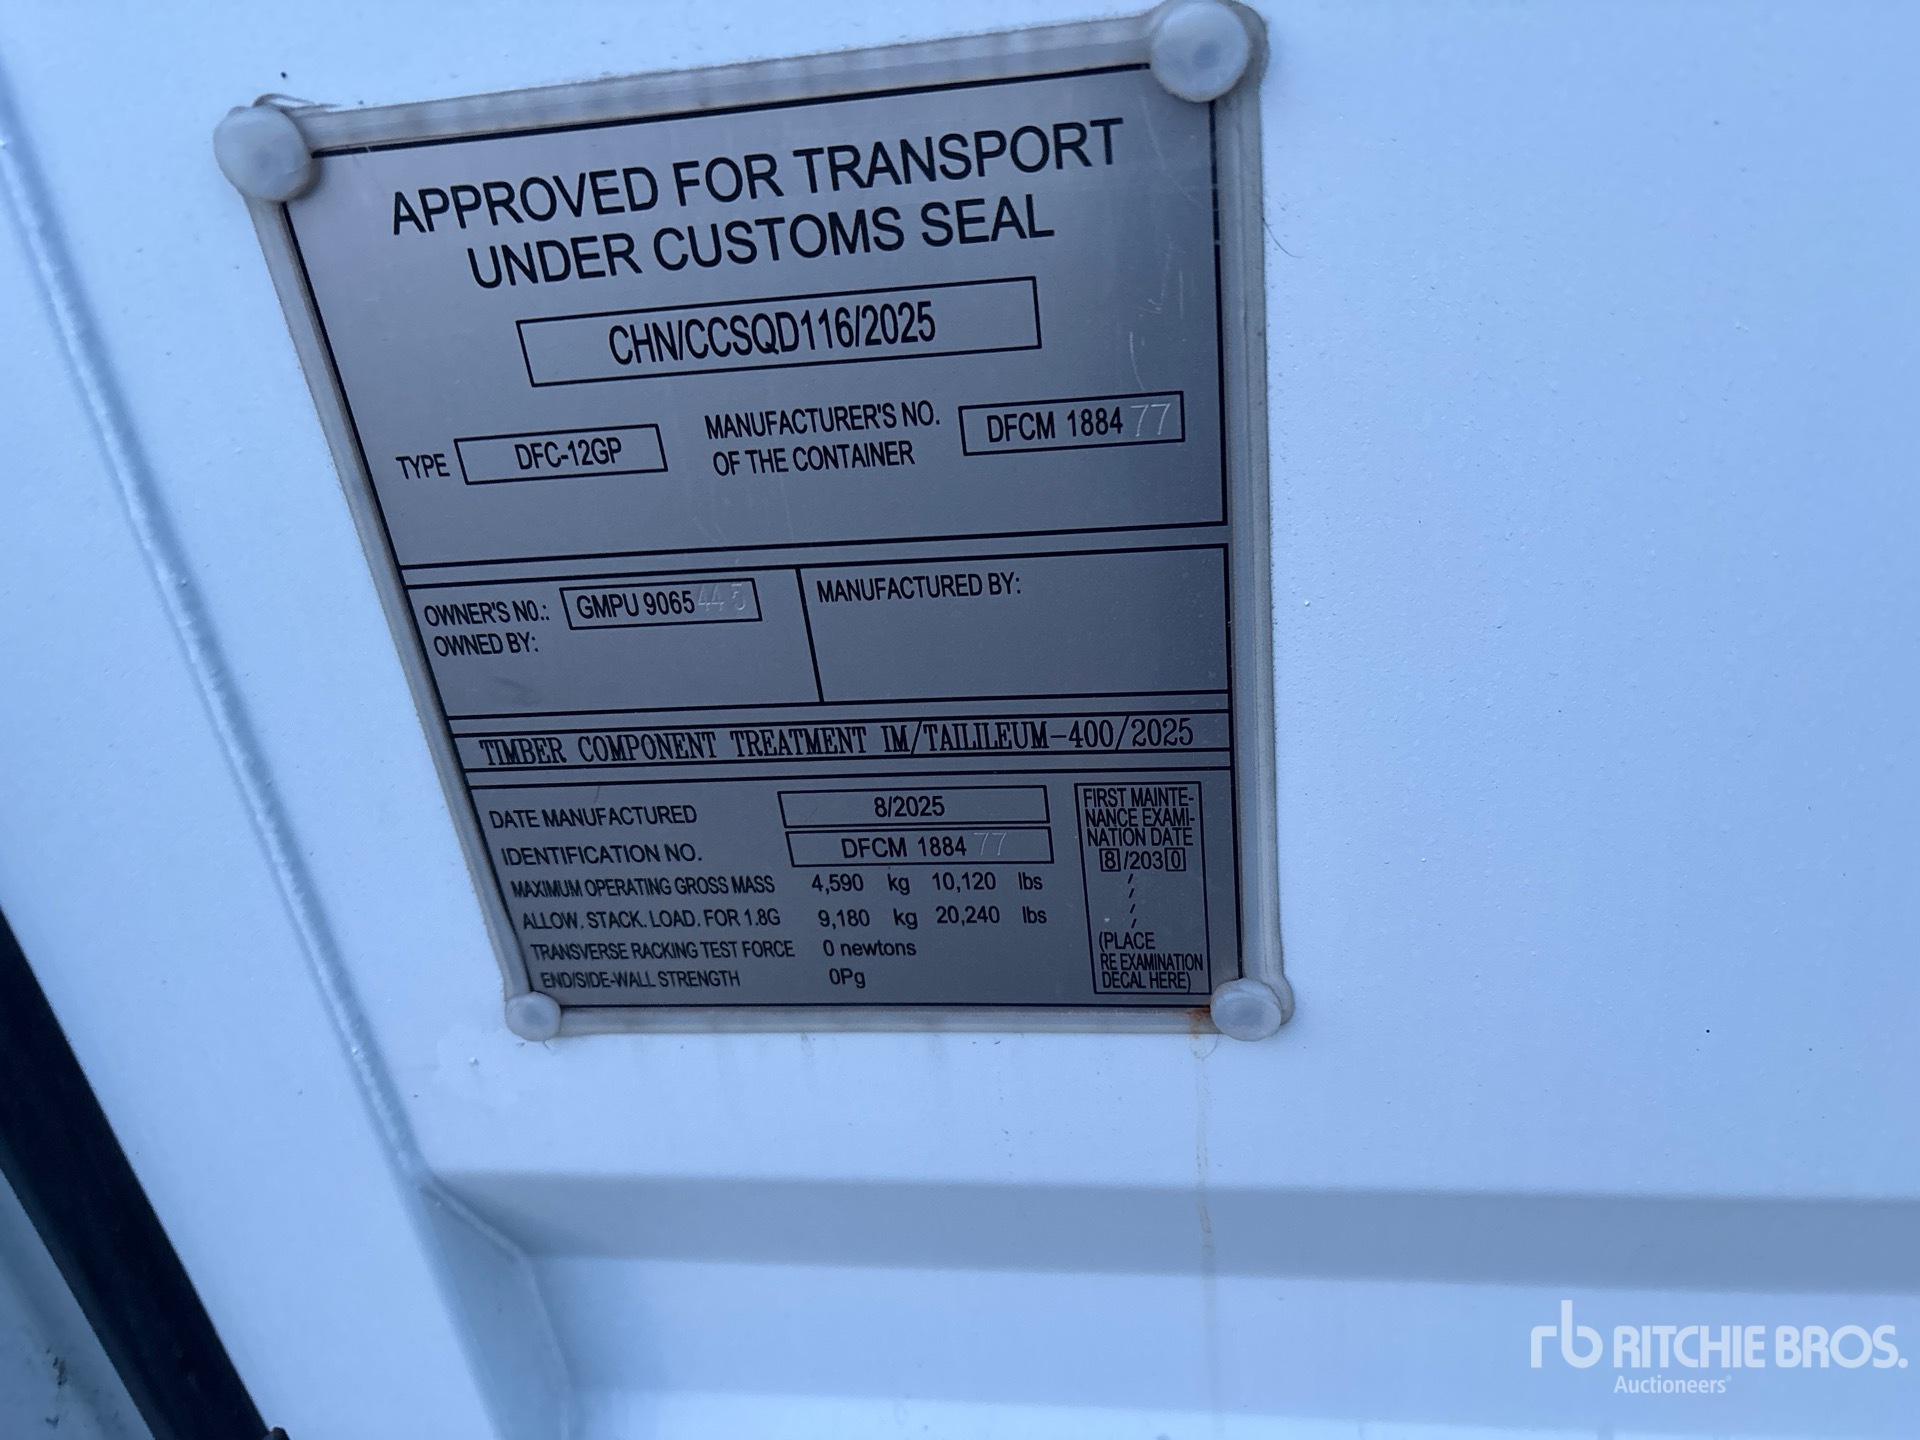 APPROVED FOR TRANSPORT
UNDER CUSTOMS SEAL
CHN/CCSQD116/2025
TYPE DFC-12GP MANUFACTURER'S NO. OF THE CONTAINER DFCM 188477
OWNER'S NO.: GMPU 9065445
OWNED BY:
MANUFACTURED BY:
TIMBER COMPONENT TREATMENT IM/TAILILEUM-400/2025
DATE MANUFACTURED 8/2025
IDENTIFICATION NO. DFCM 188477
MAXIMUM OPERATING GROSS MASS 4,590 kg 10,120 lbs
ALLOW. STACK. LOAD. FOR 1.8G 9,180 kg 20,240 lbs
TRANSVERSE RACKING TEST FORCE 0 newtons
END/SIDE-WALL STRENGTH 0Pg
FIRST MAINTE-
NANCE EXAMI-
NATION DATE
8/2030
/
/
/
/
(PLACE
RE EXAMINATION
DECAL HERE)
rb RITCHIE BROS.
Auctioneers